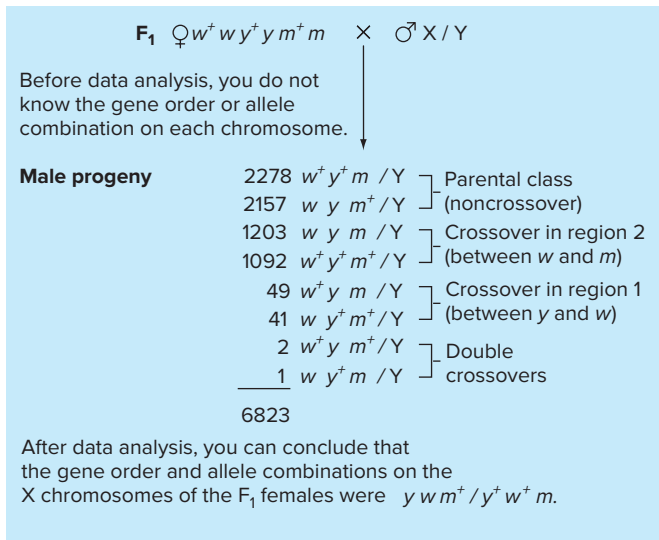 F₁ ♀ w⁺ w y⁺ y m⁺ m × ♂ X / Y
Before data analysis, you do not
know the gene order or allele
combination on each chromosome.
Male progeny
2278 w⁺ y⁺ m / Y Parental class
2157 w y m⁺ / Y (noncrossover)
1203 w y m / Y Crossover in region 2
1092 w⁺ y⁺ m⁺ / Y (between w and m)
49 w⁺ y m / Y Crossover in region 1
41 w y⁺ m⁺ / Y (between y and w)
2 w⁺ y m⁺ / Y Double
1 w y⁺ m / Y crossovers
6823
After data analysis, you can conclude that
the gene order and allele combinations on the
X chromosomes of the F₁ females were y w m⁺ / y⁺ w⁺ m.